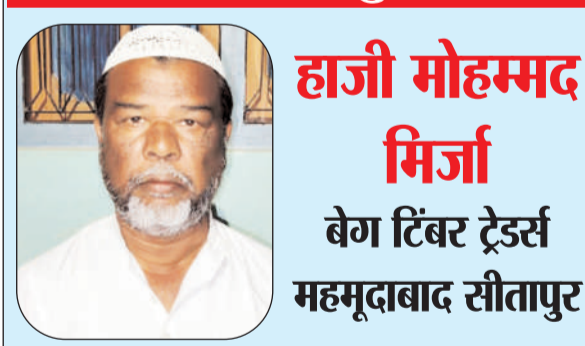 हाजी मोहम्मद
मिर्जा
बेग टिंबर ट्रेडर्स
महमूदाबाद सीतापुर